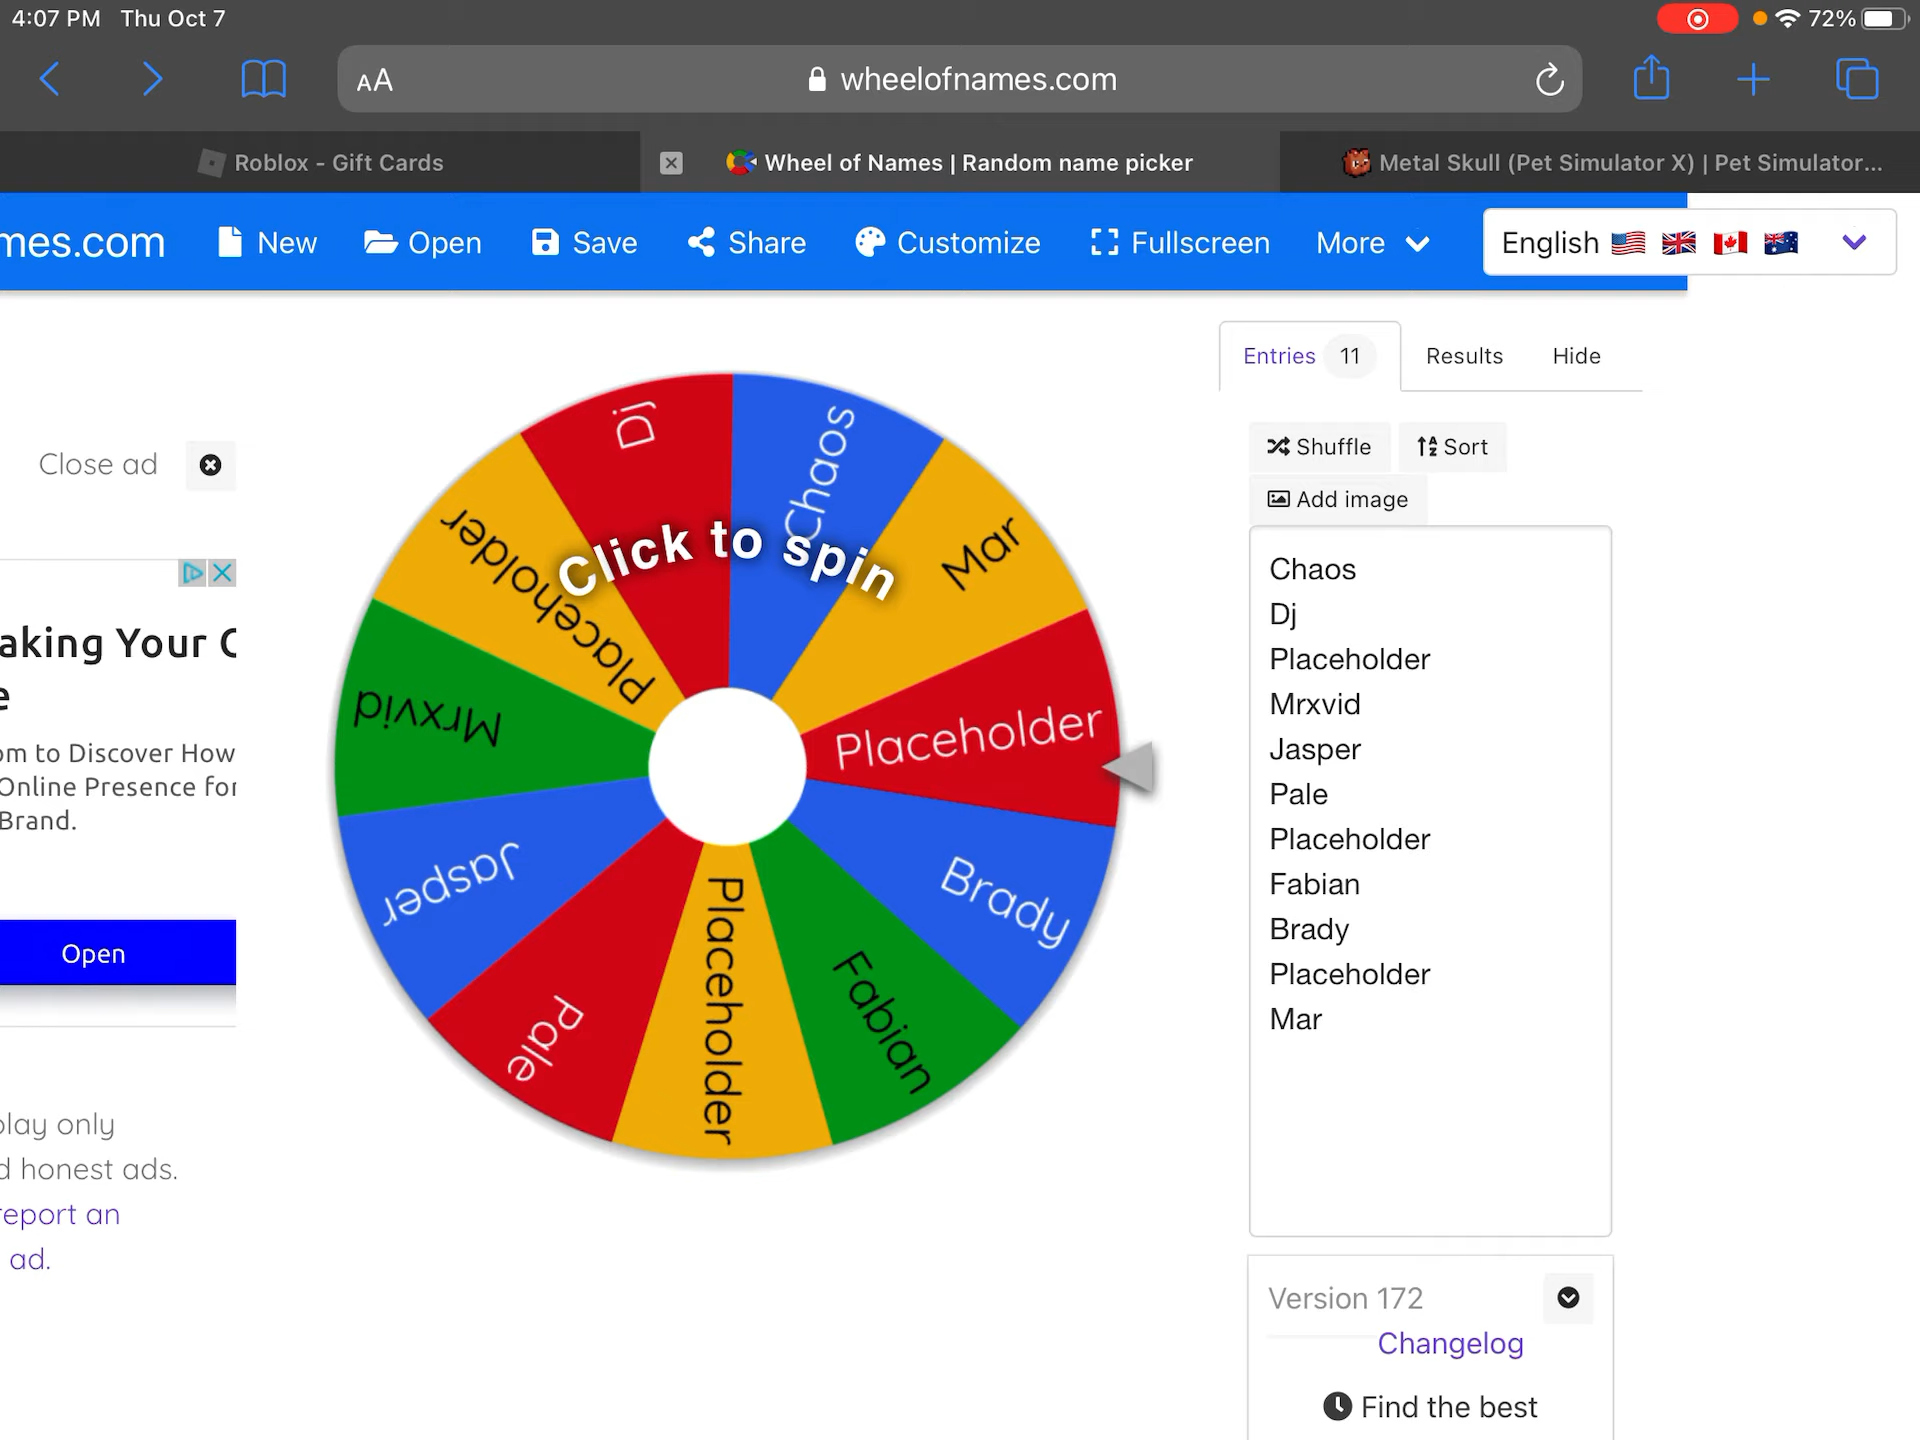 4:07 PM Thu Oct 7
72%
AA
wheelofnames.com
Roblox - Gift Cards
Wheel of Names | Random name picker
Metal Skull (Pet Simulator X) | Pet Simulator...
mes.com
New
Open
Save
Share
Customize
Fullscreen
More
English
Entries 11
Results
Hide
Close ad
Shuffle
Sort
Add image
aking Your C
e
om to Discover How
Online Presence for
Brand.
Open
play only
d honest ads.
report an
ad.
Click to spin
Dj
Chaos
Mar
Placeholder
Brady
Fabian
Placeholder
Pale
Jasper
Mrxvid
Placeholder
Chaos
Dj
Placeholder
Mrxvid
Jasper
Pale
Placeholder
Fabian
Brady
Placeholder
Mar
Version 172
Changelog
Find the best